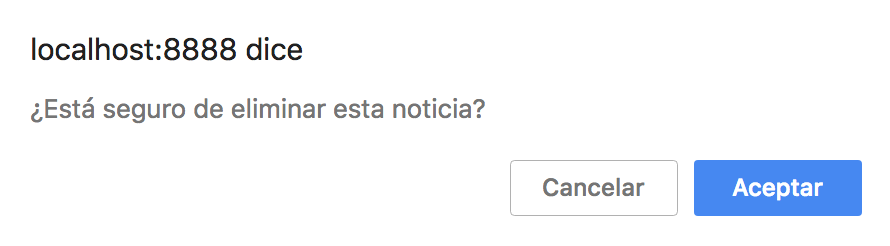 localhost:8888 dice
¿Está seguro de eliminar esta noticia?
Cancelar Aceptar